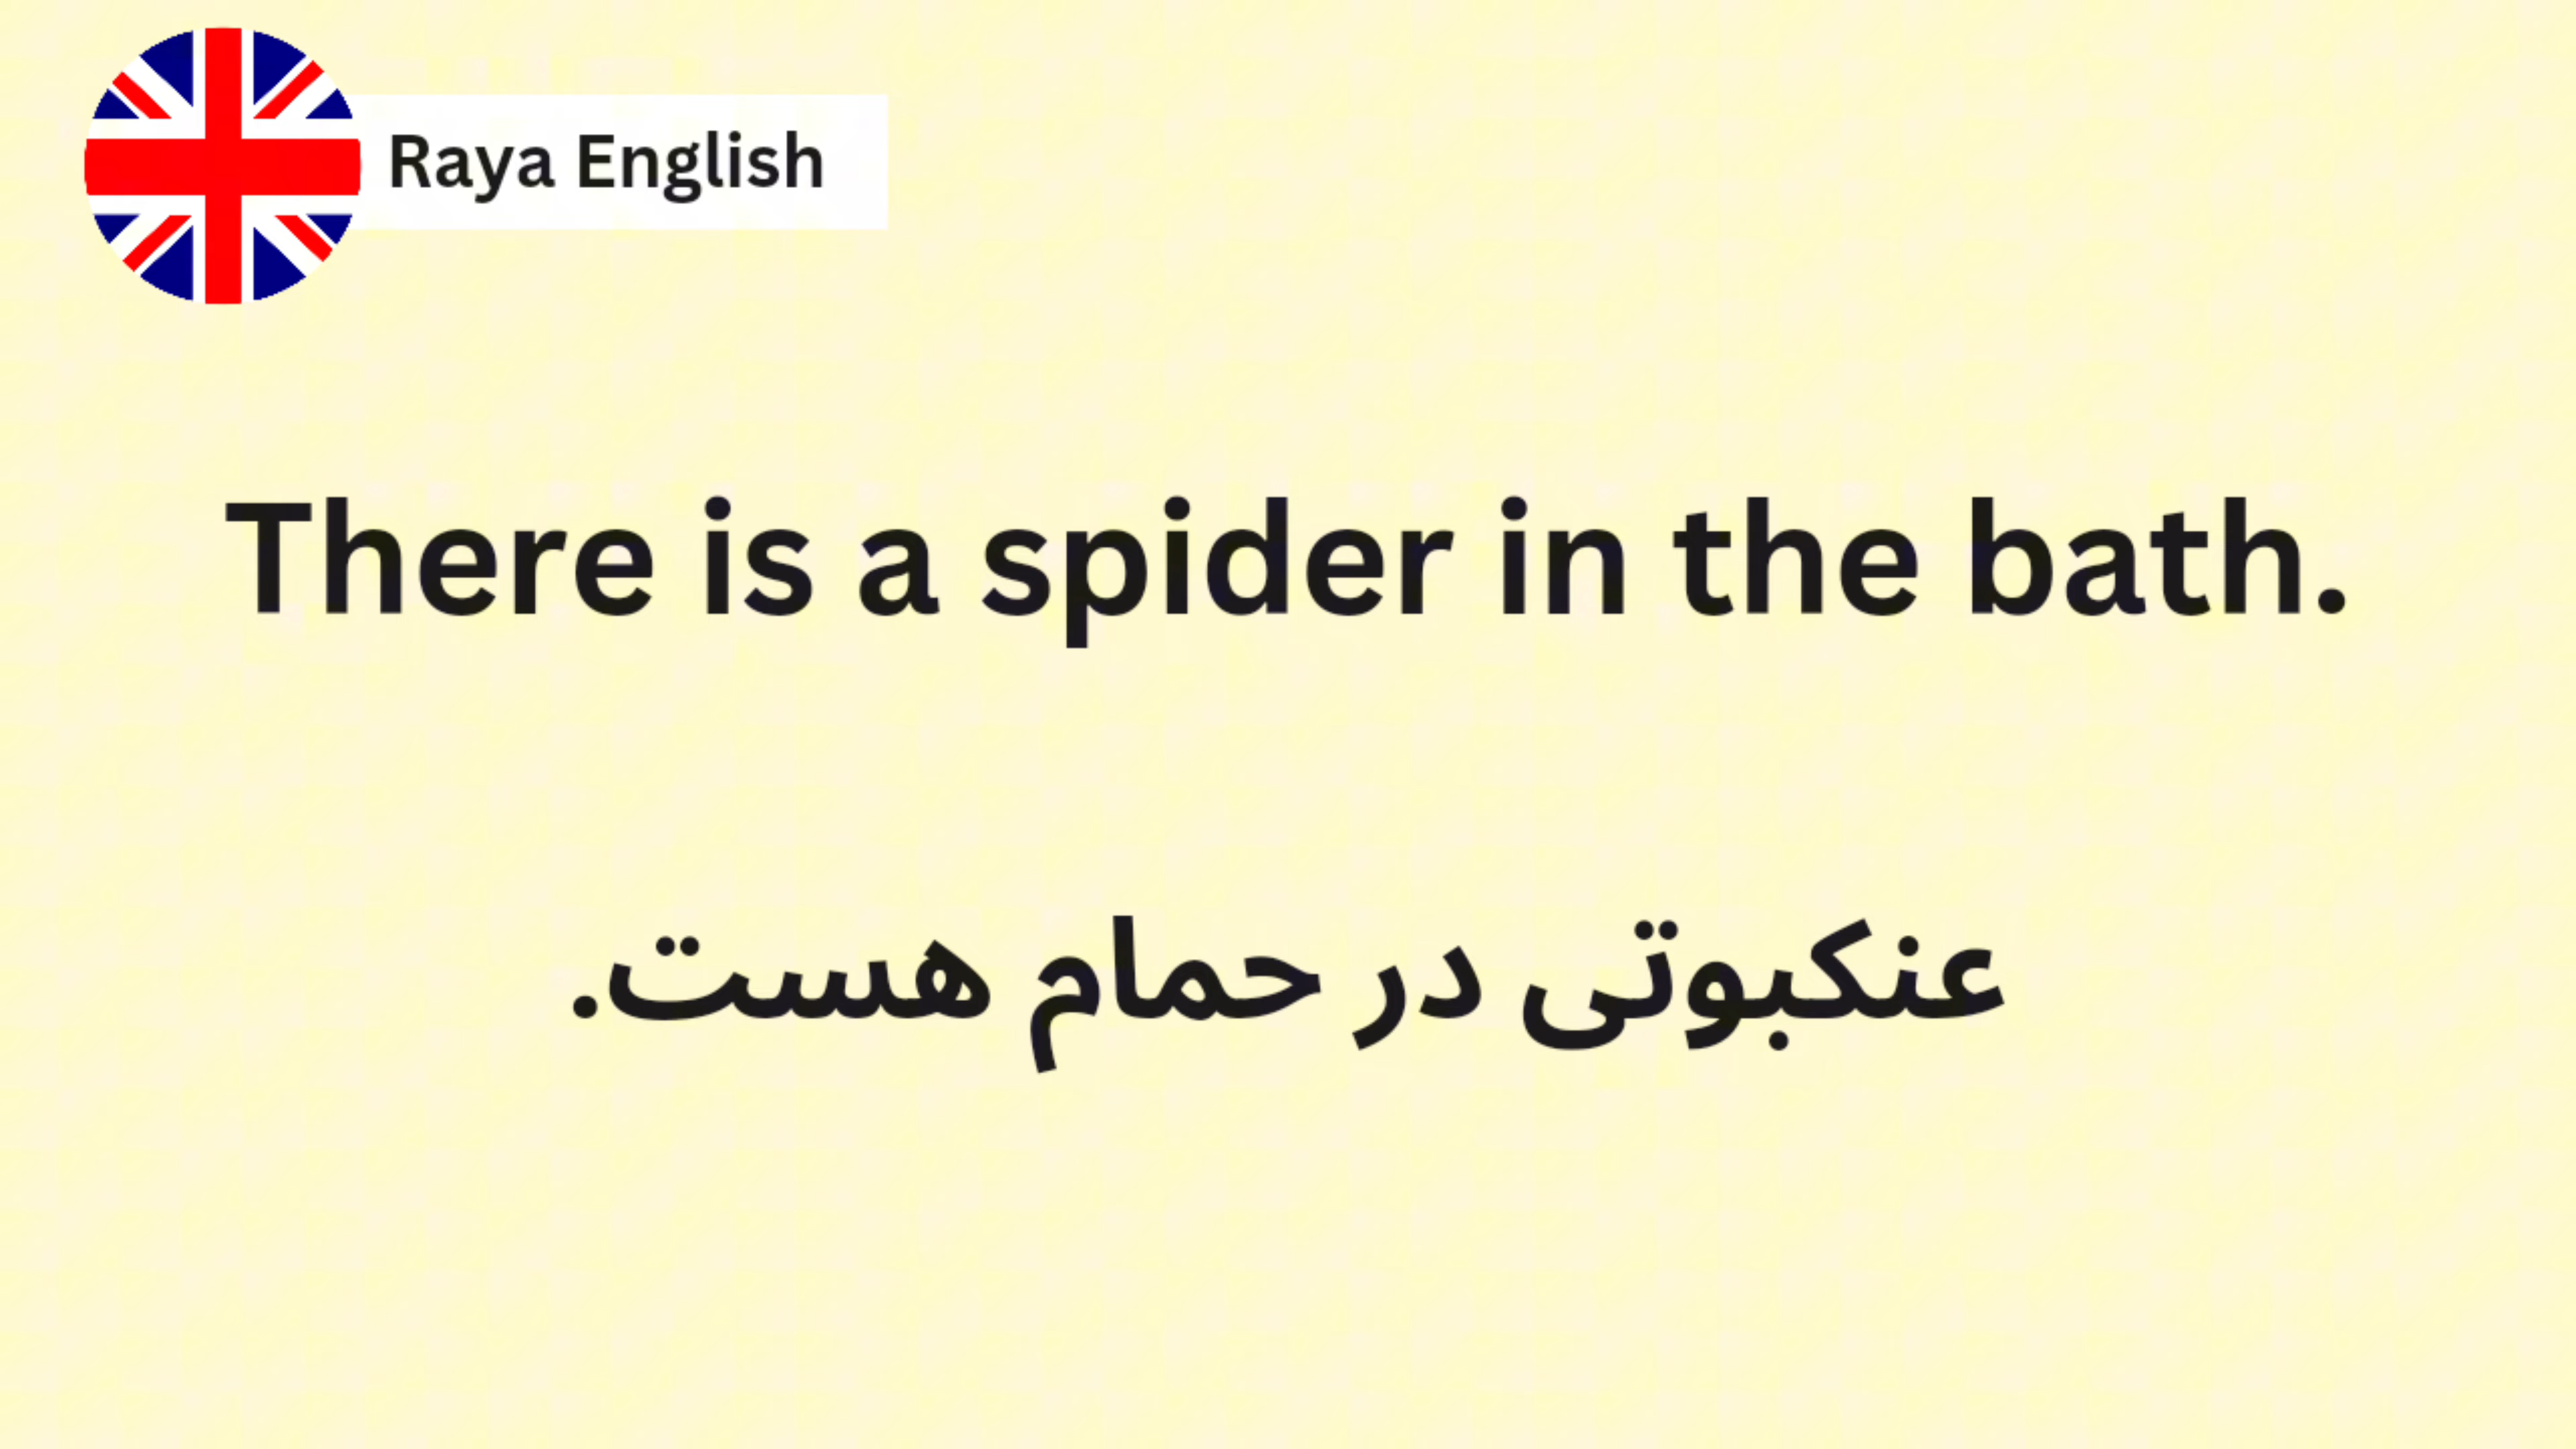 Raya English
There is a spider in the bath.
عنکبوتی در حمام هست.